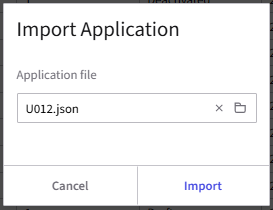 Import Application
Application file
U012.json
Cancel
Import